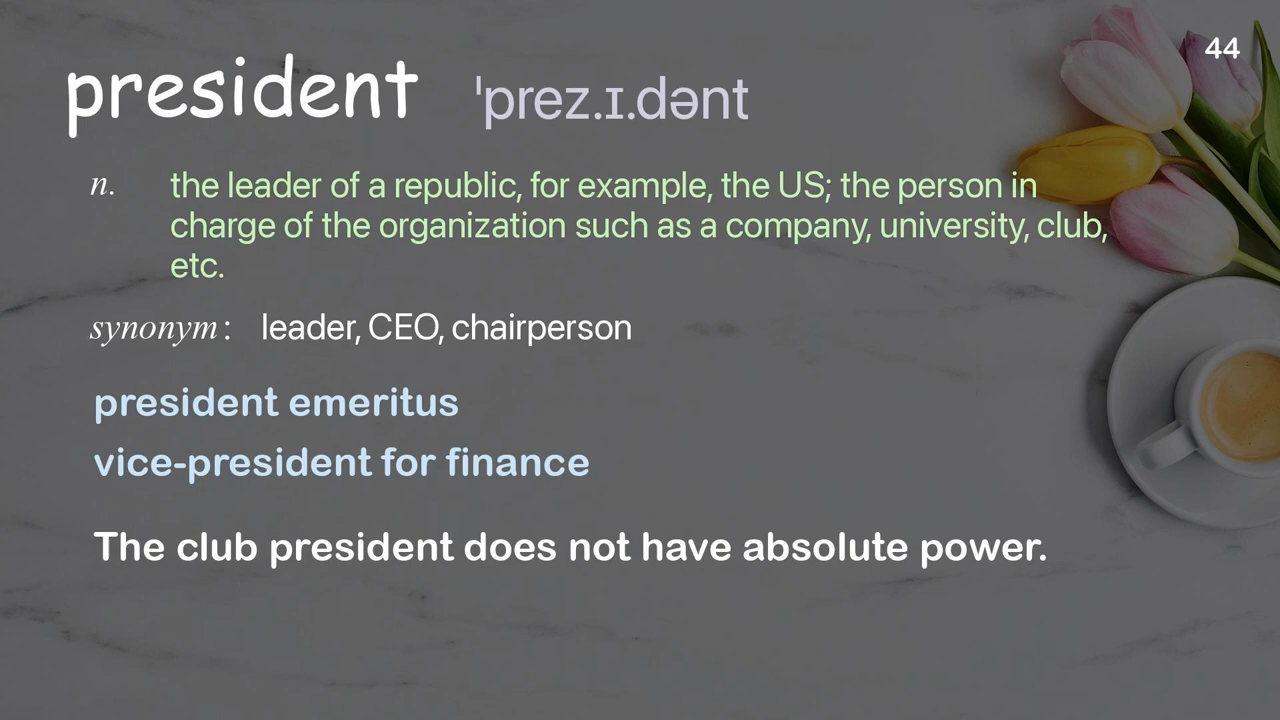 44
president ˈprez.ɪ.dənt
n. the leader of a republic, for example, the US; the person in
charge of the organization such as a company, university, club,
etc.
synonym: leader, CEO, chairperson
president emeritus
vice-president for finance
The club president does not have absolute power.